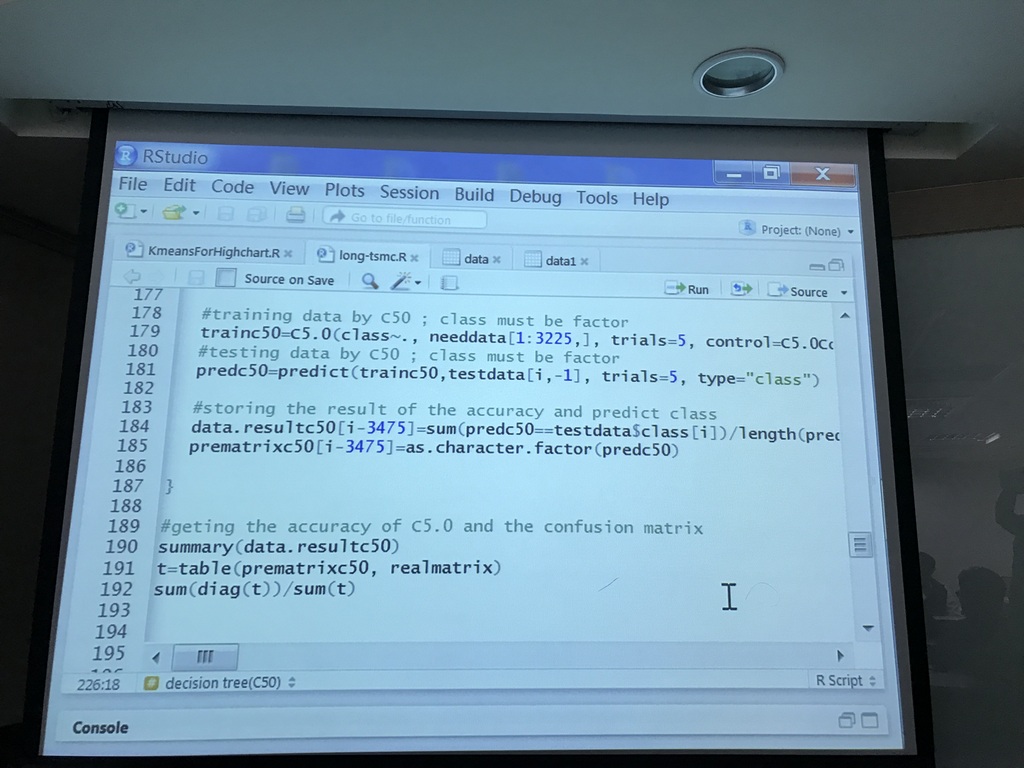 RStudio
File Edit Code View Plots Session Build Debug Tools Help
Go to file/function
Project: (None)
KmeansForHighchart.R long-tsmc.R data data1
Source on Save Run Source
177
178 #training data by C50 ; class must be factor
179 trainc50=C5.0(class~., needdata[1:3225,], trials=5, control=C5.0Co
180 #testing data by C50 ; class must be factor
181 predc50=predict(trainc50,testdata[i,-1], trials=5, type="class")
182
183 #storing the result of the accuracy and predict class
184 data.resultc50[i-3475]=sum(predc50==testdata$class[i])/length(pred
185 prematrixc50[i-3475]=as.character.factor(predc50)
186
187 }
188
189 #geting the accuracy of C5.0 and the confusion matrix
190 summary(data.resultc50)
191 t=table(prematrixc50, realmatrix)
192 sum(diag(t))/sum(t)
193
194
195
226:18 decision tree(C50) R Script
Console